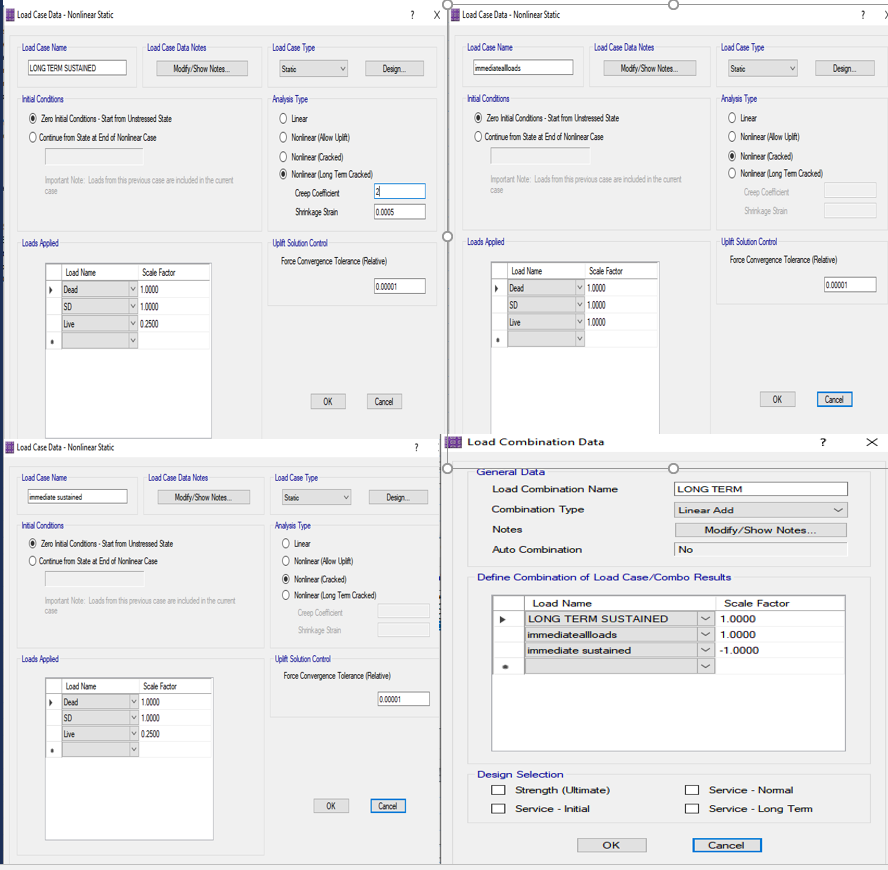 Load Case Data - Nonlinear Static ? X
Load Case Name Load Case Data Notes Load Case Type
LONG TERM SUSTAINED Modify/Show Notes... Static Design...
Initial Conditions Analysis Type
Zero Initial Conditions - Start from Unstressed State Linear
Continue from State at End of Nonlinear Case Nonlinear (Allow Uplift)
Nonlinear (Cracked)
Important Note: Loads from this previous case are included in the current Nonlinear (Long Term Cracked)
case Creep Coefficient 2
Shrinkage Strain 0.0005
Loads Applied Uplift Solution Control
Force Convergence Tolerance (Relative)
Load Name Scale Factor
Dead 1.0000 0.00001
SD 1.0000
Live 0.2500
OK Cancel
Load Case Data - Nonlinear Static ?
Load Case Name Load Case Data Notes Load Case Type
immediateallloads Modify/Show Notes... Static Design...
Initial Conditions Analysis Type
Zero Initial Conditions - Start from Unstressed State Linear
Continue from State at End of Nonlinear Case Nonlinear (Allow Uplift)
Nonlinear (Cracked)
Important Note: Loads from this previous case are included in the current Nonlinear (Long Term Cracked)
case Creep Coefficient
Shrinkage Strain
Loads Applied Uplift Solution Control
Force Convergence Tolerance (Relative)
Load Name Scale Factor
Dead 1.0000 0.00001
SD 1.0000
Live 1.0000
OK Cancel
Load Case Data - Nonlinear Static ?
Load Case Name Load Case Data Notes Load Case Type
immediate sustained Modify/Show Notes... Static Design...
Initial Conditions Analysis Type
Zero Initial Conditions - Start from Unstressed State Linear
Continue from State at End of Nonlinear Case Nonlinear (Allow Uplift)
Nonlinear (Cracked)
Important Note: Loads from this previous case are included in the current Nonlinear (Long Term Cracked)
case Creep Coefficient
Shrinkage Strain
Loads Applied Uplift Solution Control
Force Convergence Tolerance (Relative)
Load Name Scale Factor
Dead 1.0000 0.00001
SD 1.0000
Live 0.2500
OK Cancel
Load Combination Data ? X
General Data
Load Combination Name LONG TERM
Combination Type Linear Add
Notes Modify/Show Notes...
Auto Combination No
Define Combination of Load Case/Combo Results
Load Name Scale Factor
LONG TERM SUSTAINED 1.0000
immediateallloads 1.0000
immediate sustained -1.0000
Design Selection
Strength (Ultimate) Service - Normal
Service - Initial Service - Long Term
OK Cancel